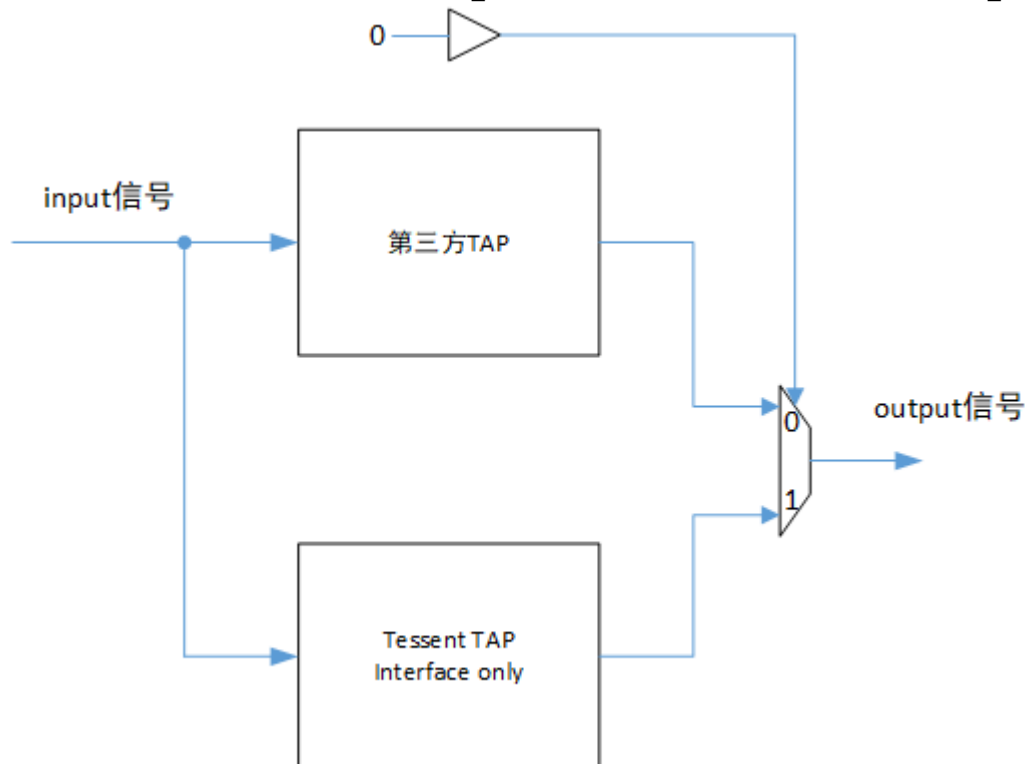 0
input信号
第三方TAP
0
output信号
1
Tessent TAP
Interface only